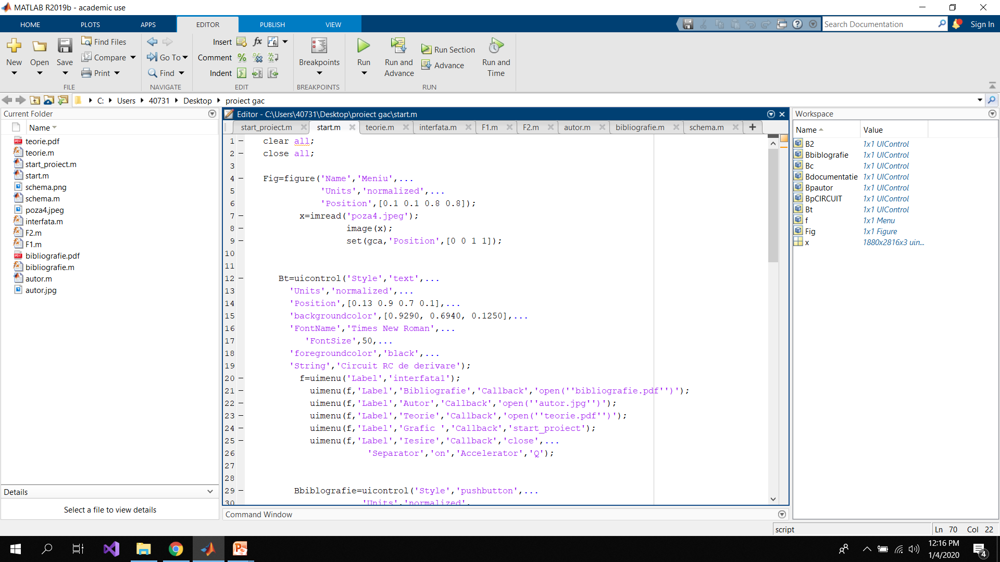 MATLAB R2019b - academic use
HOME PLOTS APPS EDITOR PUBLISH VIEW Search Documentation Sign In
New Open Save Find Files Compare Print
FILE
Go To Find
NAVIGATE
Insert fx
Comment
Indent
EDIT
Breakpoints
BREAKPOINTS
Run Run and Advance Run Section Advance Run and Time
RUN
C: Users 40731 Desktop proiect gac
Current Folder
Name
teorie.pdf
teorie.m
start_proiect.m
start.m
schema.png
schema.m
poza4.jpeg
interfata.m
F2.m
F1.m
bibliografie.pdf
bibliografie.m
autor.m
autor.jpg
Details
Select a file to view details
Editor - C:\Users\40731\Desktop\proiect gac\start.m
start_proiect.m start.m teorie.m interfata.m F1.m F2.m autor.m bibliografie.m schema.m
1 clear all;
2 close all;
3
4 Fig=figure('Name','Meniu',...
5 'Units','normalized',...
6 'Position',[0.1 0.1 0.8 0.8]);
7 x=imread('poza4.jpeg');
8 image(x);
9 set(gca,'Position',[0 0 1 1]);
10
11
12 Bt=uicontrol('Style','text',...
13 'Units','normalized',...
14 'Position',[0.13 0.9 0.7 0.1],...
15 'backgroundcolor',[0.9290, 0.6940, 0.1250],...
16 'FontName','Times New Roman',...
17 'FontSize',50,...
18 'foregroundcolor','black',...
19 'String','Circuit RC de derivare');
20 f=uimenu('Label','interfata1');
21 uimenu(f,'Label','Bibliografie','Callback','open(''bibliografie.pdf'')');
22 uimenu(f,'Label','Autor','Callback','open(''autor.jpg'')');
23 uimenu(f,'Label','Teorie','Callback','open(''teorie.pdf'')');
24 uimenu(f,'Label','Grafic ','Callback','start_proiect');
25 uimenu(f,'Label','Iesire','Callback','close',...
26 'Separator','on','Accelerator','Q');
27
28
29 Bbiblografie=uicontrol('Style','pushbutton',...
30 'Units','normalized',
Command Window
Workspace
Name Value
B2 1x1 UIControl
Bbiblografie 1x1 UIControl
Bc 1x1 UIControl
Bdocumentatie 1x1 UIControl
Bpautor 1x1 UIControl
BpCIRCUIT 1x1 UIControl
Bt 1x1 UIControl
f 1x1 Menu
Fig 1x1 Figure
x 1880x2816x3 uin...
script Ln 70 Col 22
12:16 PM
1/4/2020
4